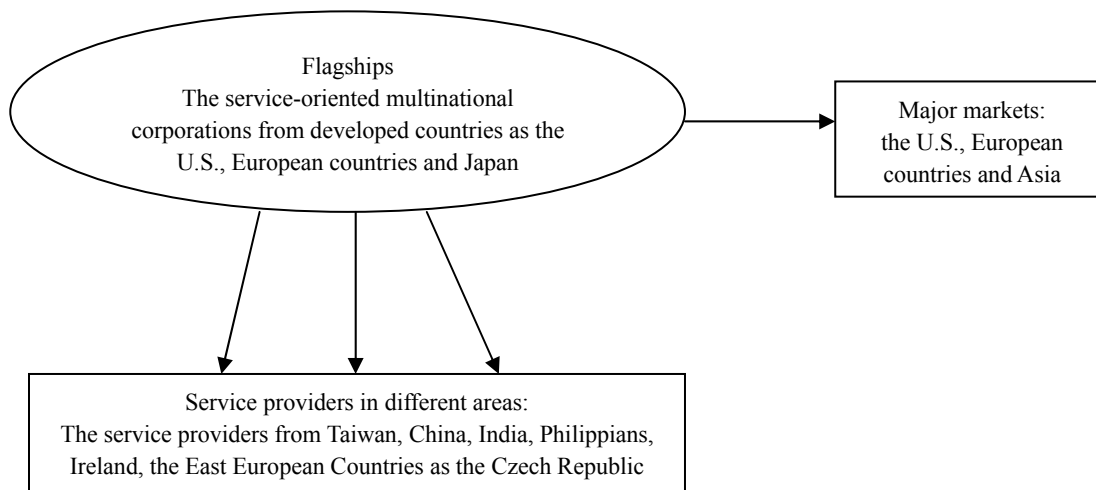 Flagships
The service-oriented multinational
corporations from developed countries as the
U.S., European countries and Japan
Major markets:
the U.S., European
countries and Asia
Service providers in different areas:
The service providers from Taiwan, China, India, Philippians,
Ireland, the East European Countries as the Czech Republic